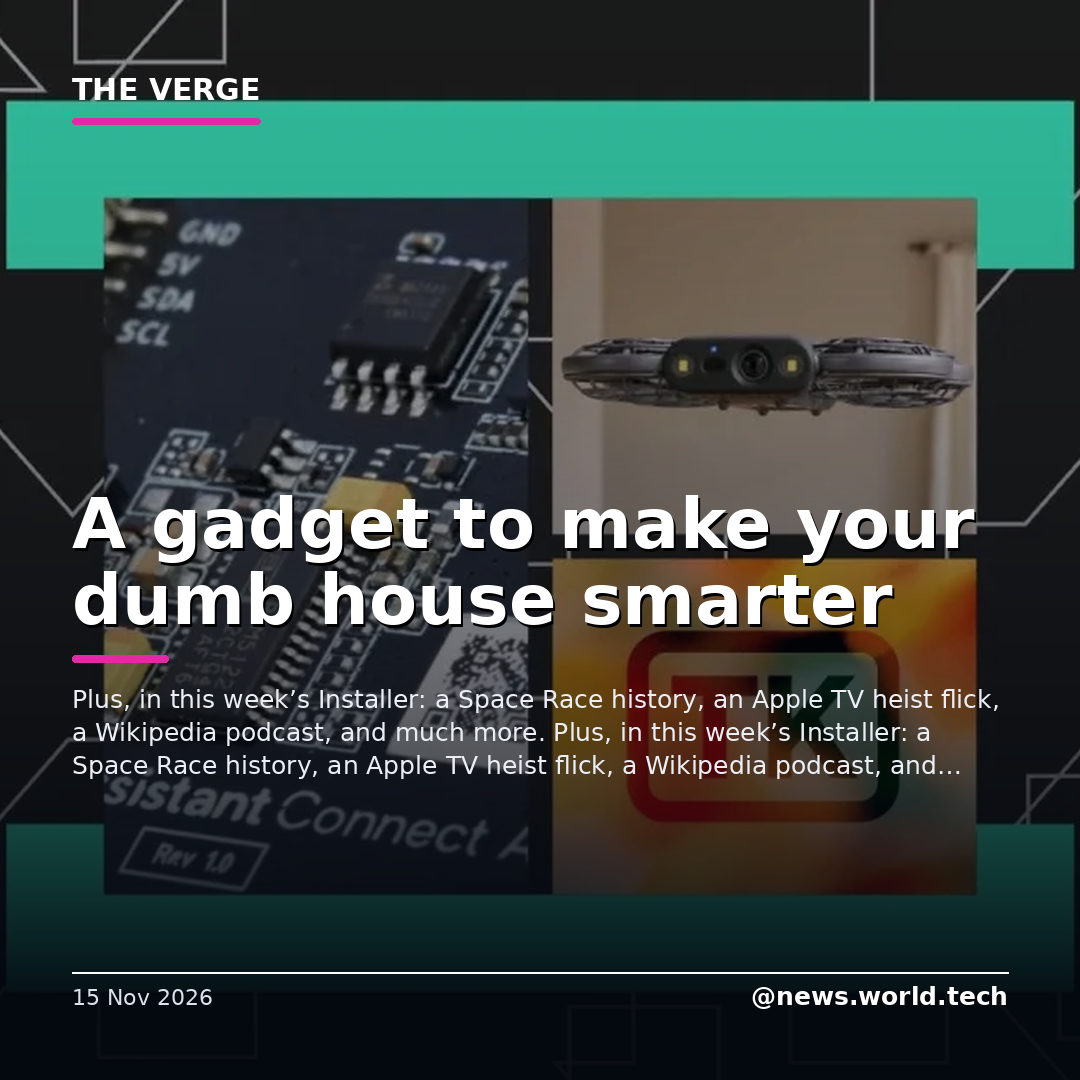 THE VERGE
GND
5V
SDA
SCL
A gadget to make your
dumb house smarter
TK
Plus, in this week’s Installer: a Space Race history, an Apple TV heist flick,
a Wikipedia podcast, and much more. Plus, in this week’s Installer: a
Space Race history, an Apple TV heist flick, a Wikipedia podcast, and…
sistant Connect A
Rev 1.0
15 Nov 2026
@news.world.tech